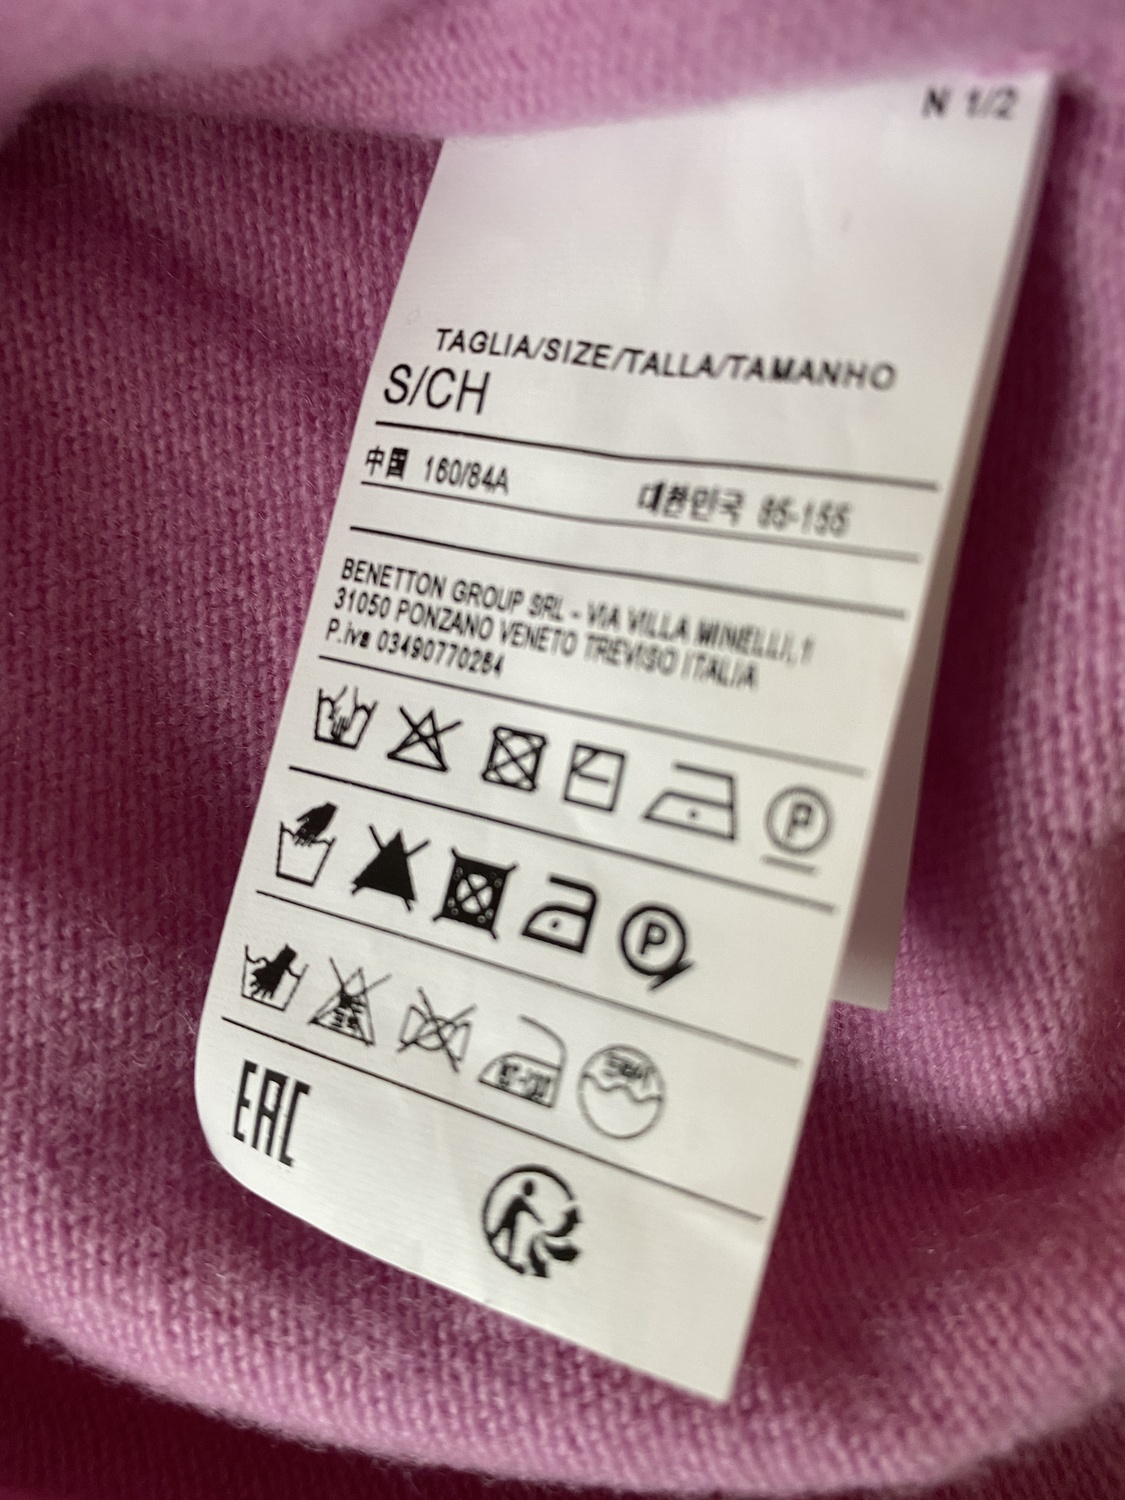 N 1/2
TAGLIA/SIZE/TALLA/TAMANHO
S/CH
中国 160/84A 대한민국 85-155
BENETTON GROUP SRL - VIA VILLA MINELLI, 1
31050 PONZANO VENETO TREVISO ITALIA
P.iva 03490770264
P
P
EAC